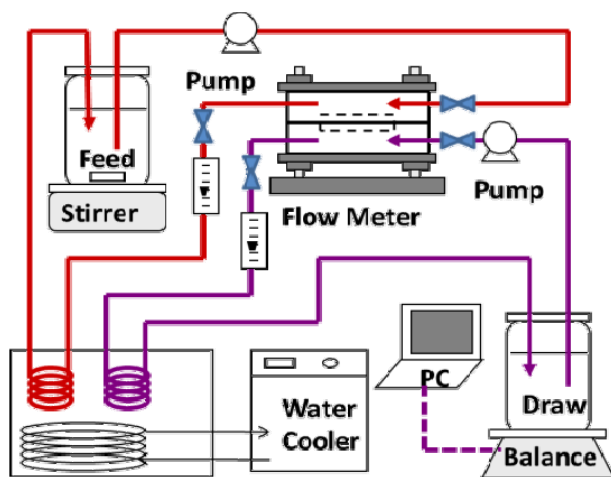 Pump
Feed
Stirrer
Pump
Flow Meter
Water
Cooler
PC
Draw
Balance